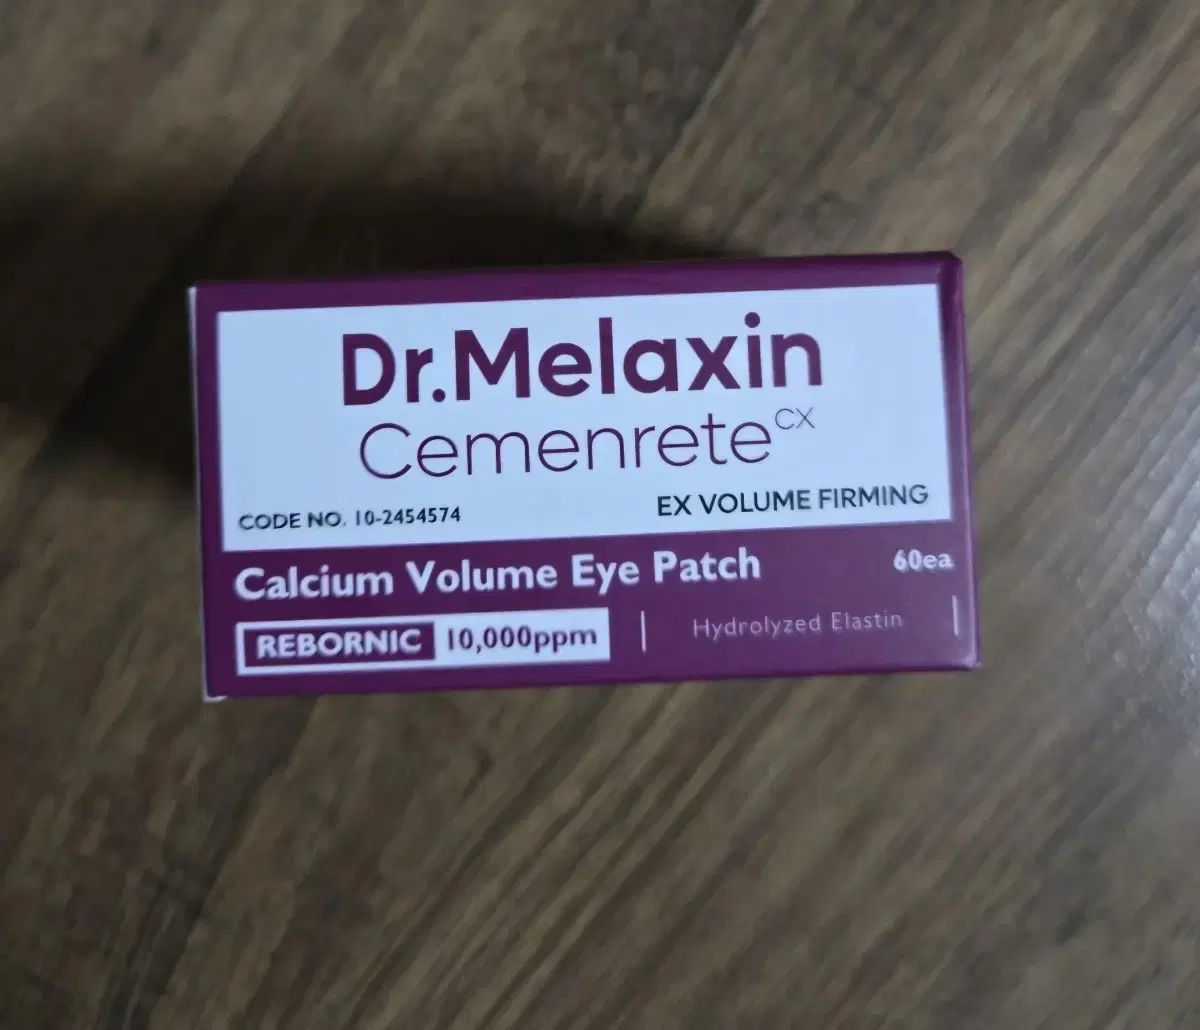 Dr.Melaxin
Cemenrete CX
CODE NO. 10-2454574
EX VOLUME FIRMING
Calcium Volume Eye Patch
60ea
REBORNIC 10,000ppm | Hydrolyzed Elastin |